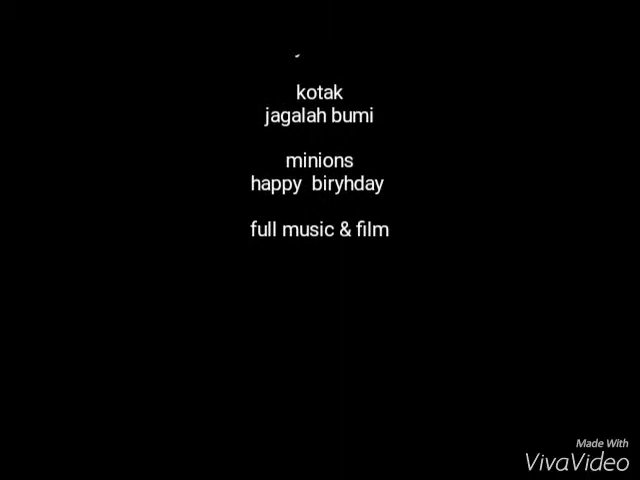 kotak
jagalah bumi
minions
happy biryhday
full music & film
Made With
VivaVideo